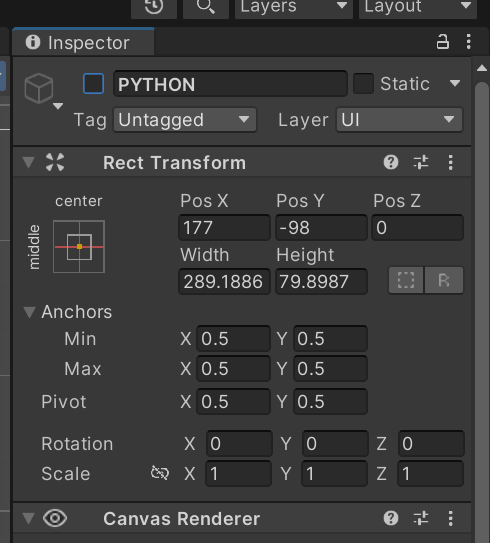 Layers Layout
Inspector
PYTHON Static
Tag Untagged Layer UI
Rect Transform
center
middle
Pos X Pos Y Pos Z
177 -98 0
Width Height
289.1886 79.8987
R
Anchors
Min X 0.5 Y 0.5
Max X 0.5 Y 0.5
Pivot X 0.5 Y 0.5
Rotation X 0 Y 0 Z 0
Scale X 1 Y 1 Z 1
Canvas Renderer